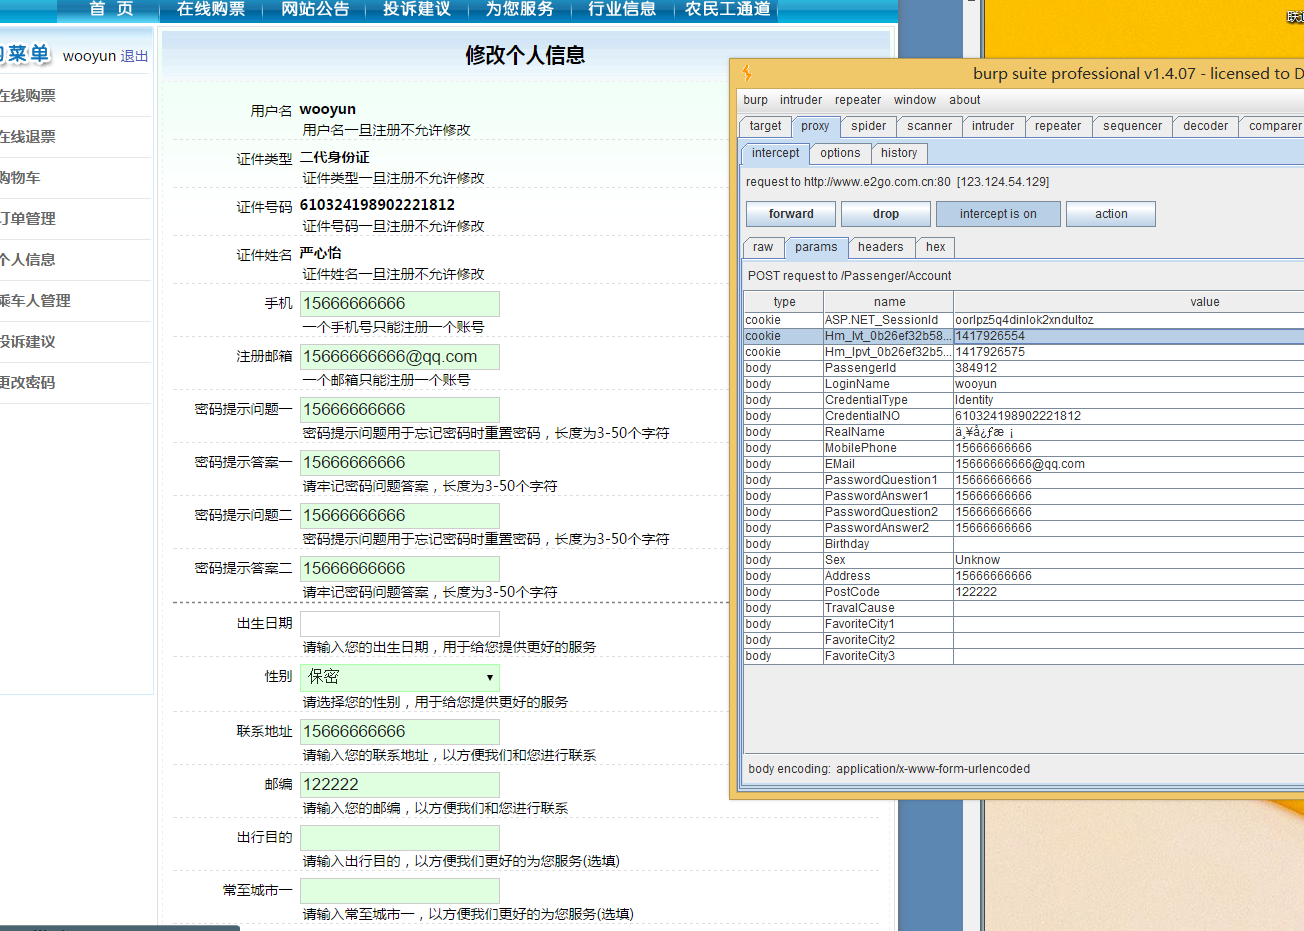 首 页 在线购票 网站公告 投诉建议 为您服务 行业信息 农民工通道
菜单 wooyun 退出
在线购票
在线退票
购物车
订单管理
个人信息
乘车人管理
投诉建议
更改密码
修改个人信息
用户名 wooyun
用户名一旦注册不允许修改
证件类型 二代身份证
证件类型一旦注册不允许修改
证件号码 610324198902221812
证件号码一旦注册不允许修改
证件姓名 严心怡
证件姓名一旦注册不允许修改
手机 15666666666
一个手机号只能注册一个账号
注册邮箱 15666666666@qq.com
一个邮箱只能注册一个账号
密码提示问题一 15666666666
密码提示问题用于忘记密码时重置密码，长度为3-50个字符
密码提示答案一 15666666666
请牢记密码问题答案，长度为3-50个字符
密码提示问题二 15666666666
密码提示问题用于忘记密码时重置密码，长度为3-50个字符
密码提示答案二 15666666666
请牢记密码问题答案，长度为3-50个字符
出生日期
请输入您的出生日期，用于给您提供更好的服务
性别 保密
请选择您的性别，用于给您提供更好的服务
联系地址 15666666666
请输入您的联系地址，以方便我们和您进行联系
邮编 122222
请输入您的邮编，以方便我们和您进行联系
出行目的
请输入出行目的，以方便我们更好的为您服务(选填)
常至城市一
请输入常至城市一，以方便我们更好的为您服务(选填)
burp suite professional v1.4.07 - licensed to D
burp intruder repeater window about
target proxy spider scanner intruder repeater sequencer decoder comparer
intercept options history
request to http://www.e2go.com.cn:80 [123.124.54.129]
forward drop intercept is on action
raw params headers hex
POST request to /Passenger/Account
type name value
cookie ASP.NET_SessionId oorlpz5q4dinlok2xndultoz
cookie Hm_lvt_0b26ef32b58... 1417926554
cookie Hm_lpvt_0b26ef32b5... 1417926575
body PassengerId 384912
body LoginName wooyun
body CredentialType Identity
body CredentialNO 610324198902221812
body RealName ä¸¥å¿ƒæ ¡
body MobilePhone 15666666666
body EMail 15666666666@qq.com
body PasswordQuestion1 15666666666
body PasswordAnswer1 15666666666
body PasswordQuestion2 15666666666
body PasswordAnswer2 15666666666
body Birthday
body Sex Unknow
body Address 15666666666
body PostCode 122222
body TravalCause
body FavoriteCity1
body FavoriteCity2
body FavoriteCity3
body encoding: application/x-www-form-urlencoded